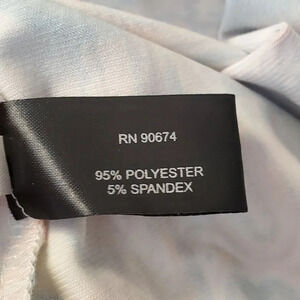 RN 90674
95% POLYESTER
5% SPANDEX